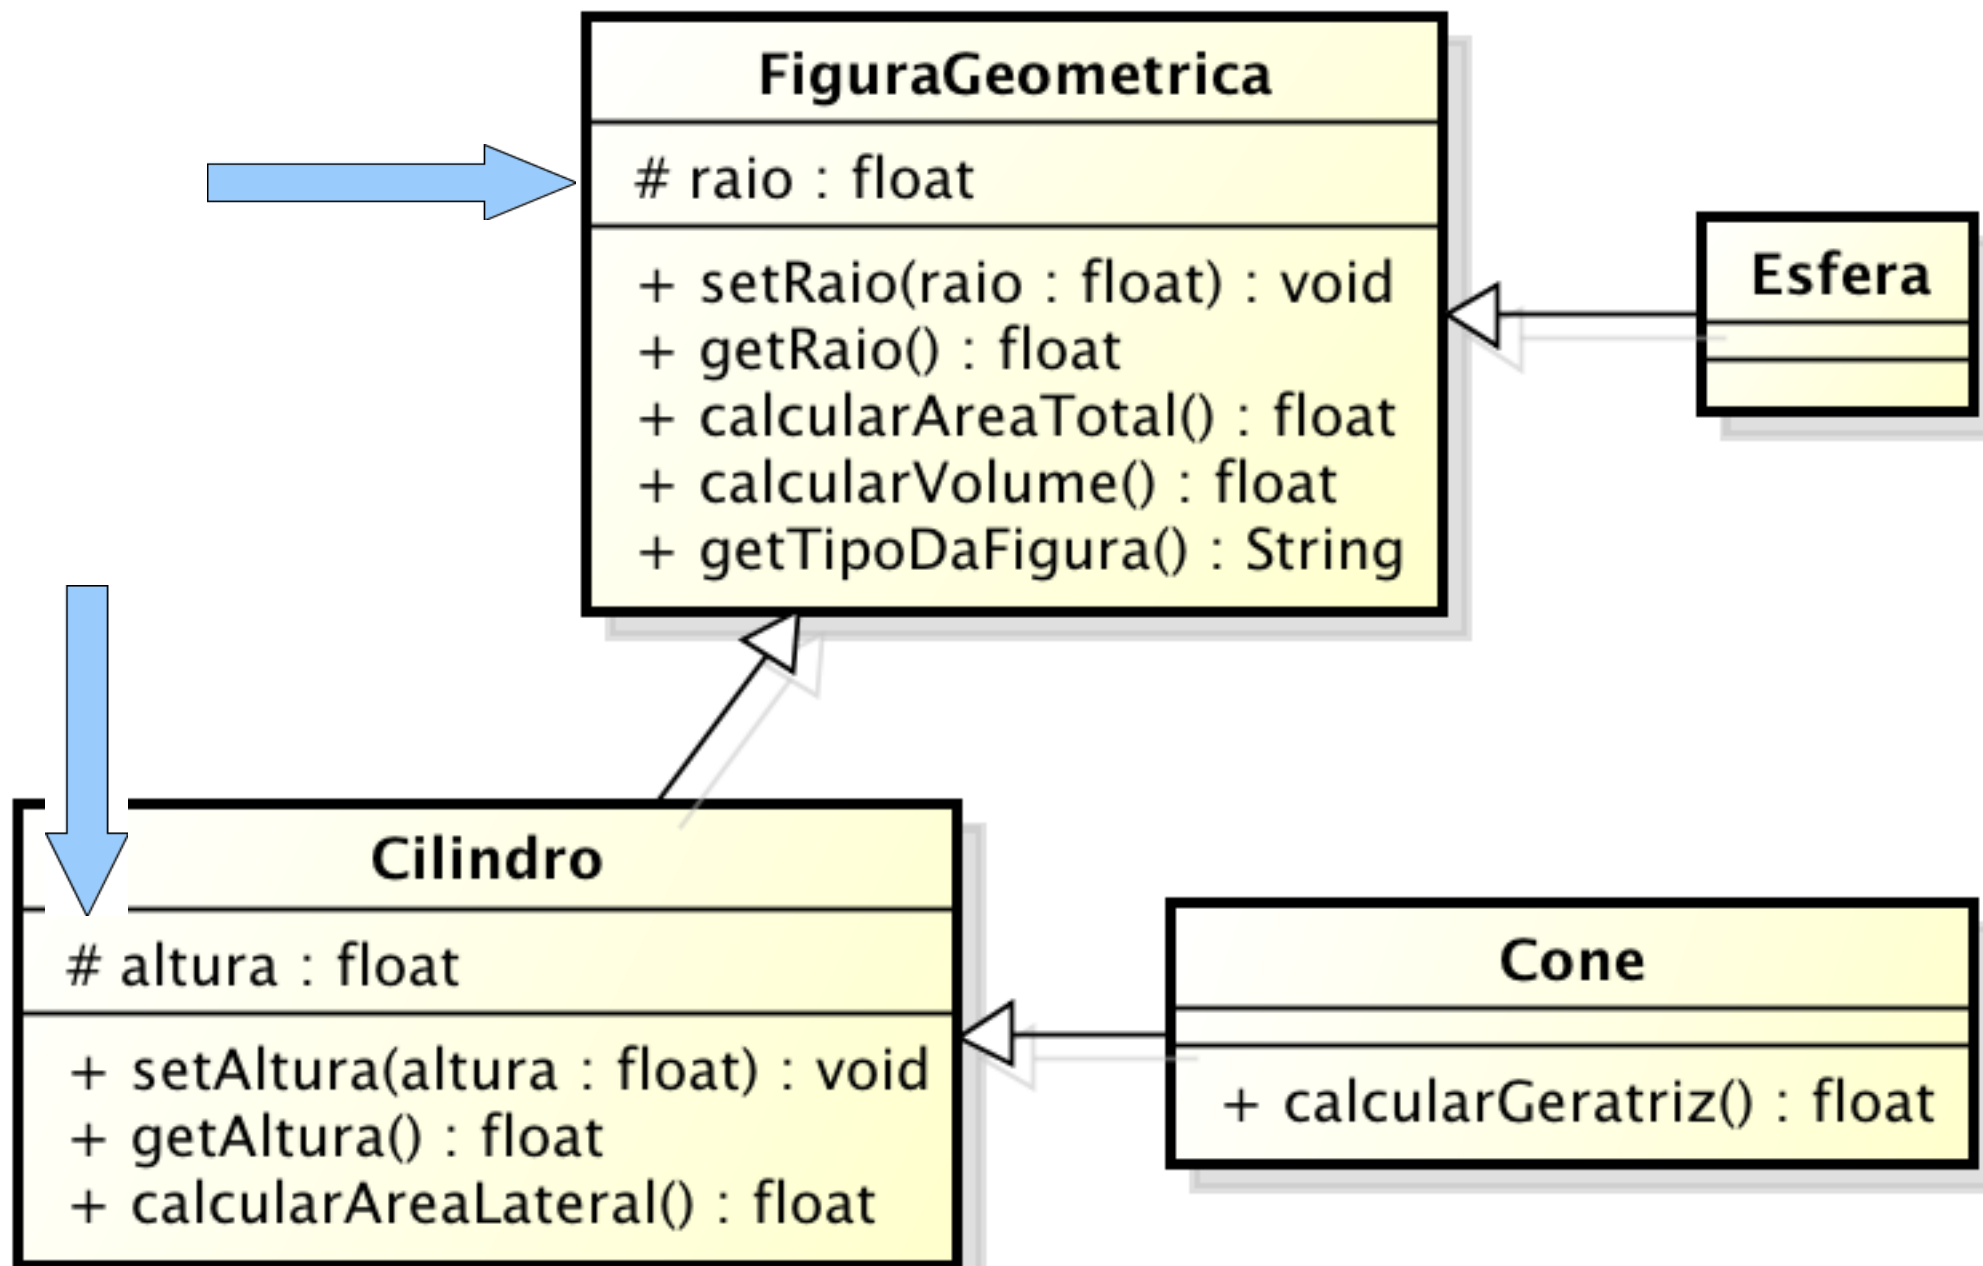 FiguraGeometrica
# raio : float
+ setRaio(raio : float) : void
+ getRaio() : float
+ calcularAreaTotal() : float
+ calcularVolume() : float
+ getTipoDaFigura() : String
Esfera
Cilindro
# altura : float
+ setAltura(altura : float) : void
+ getAltura() : float
+ calcularAreaLateral() : float
Cone
+ calcularGeratriz() : float